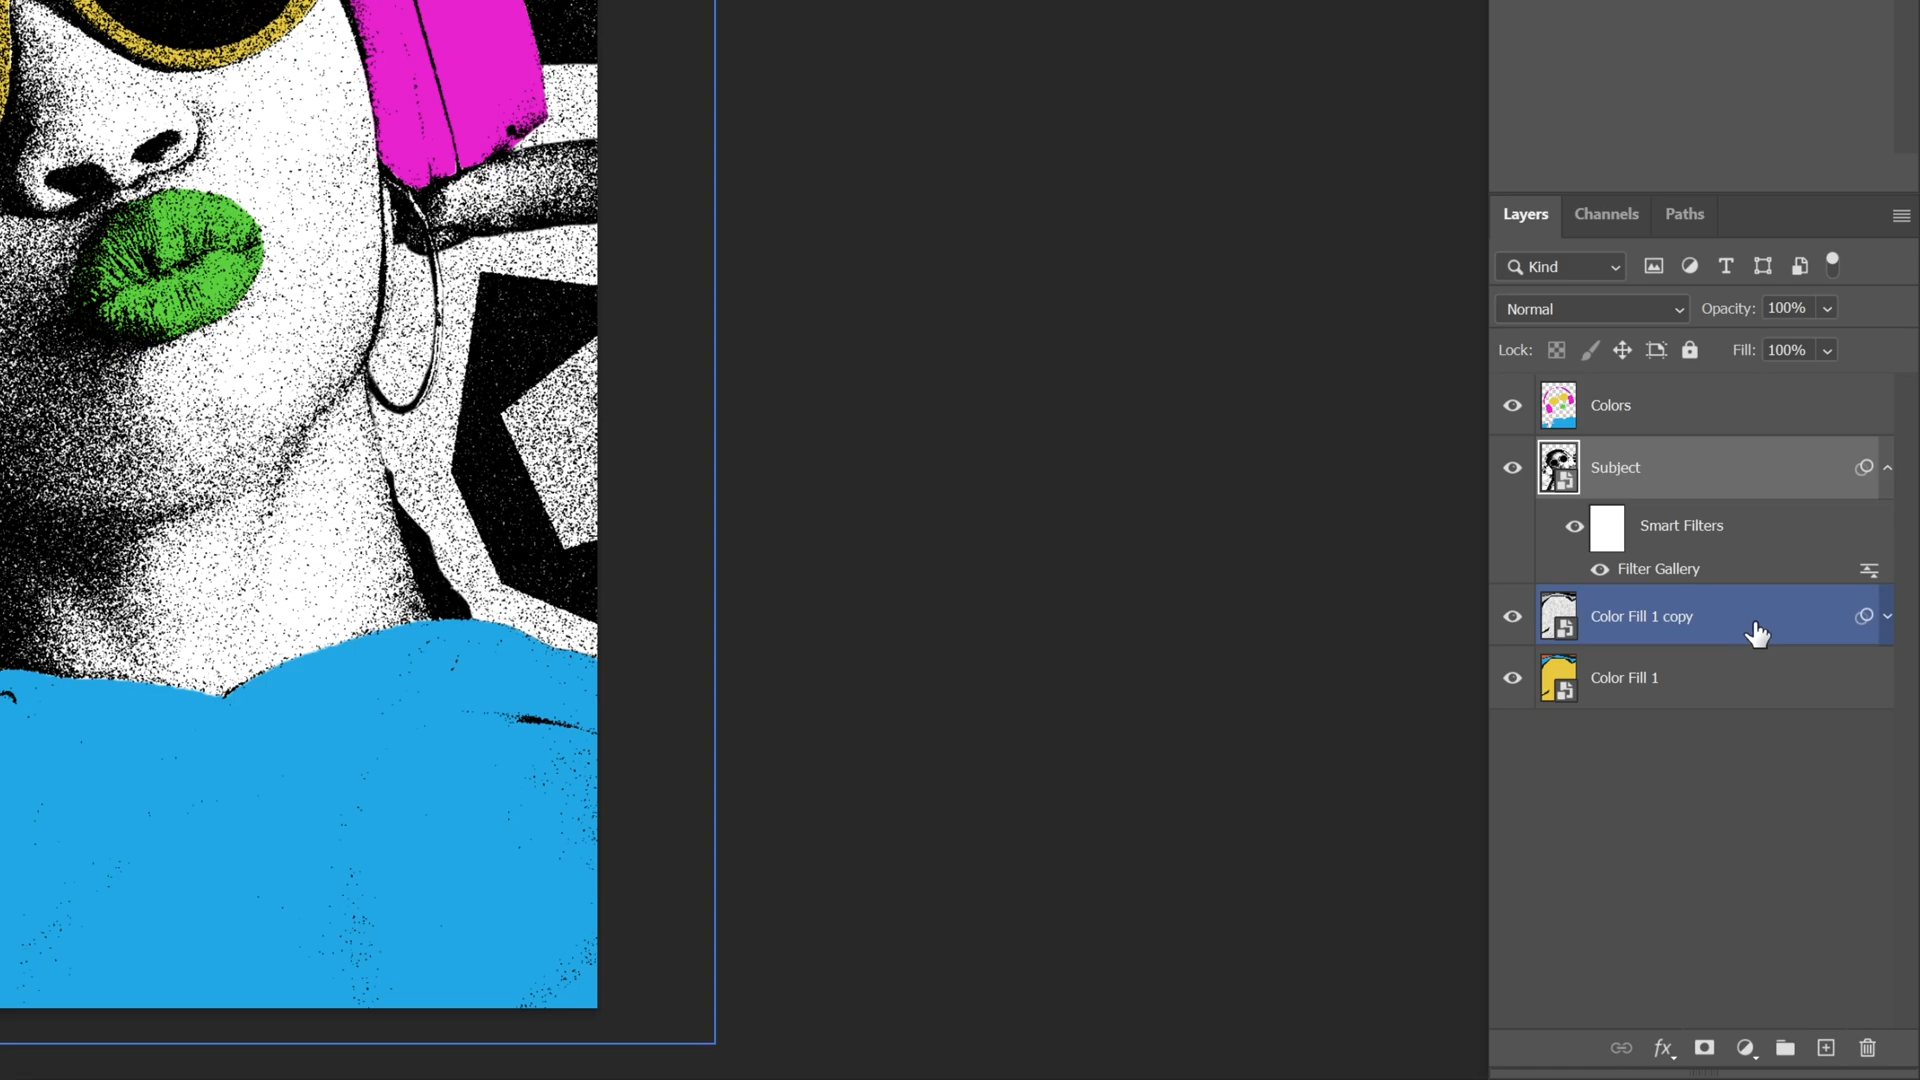 Layers Channels Paths
Kind
Normal Opacity: 100%
Lock: Fill: 100%
Colors
Subject
Smart Filters
Filter Gallery
Color Fill 1 copy
Color Fill 1
fx